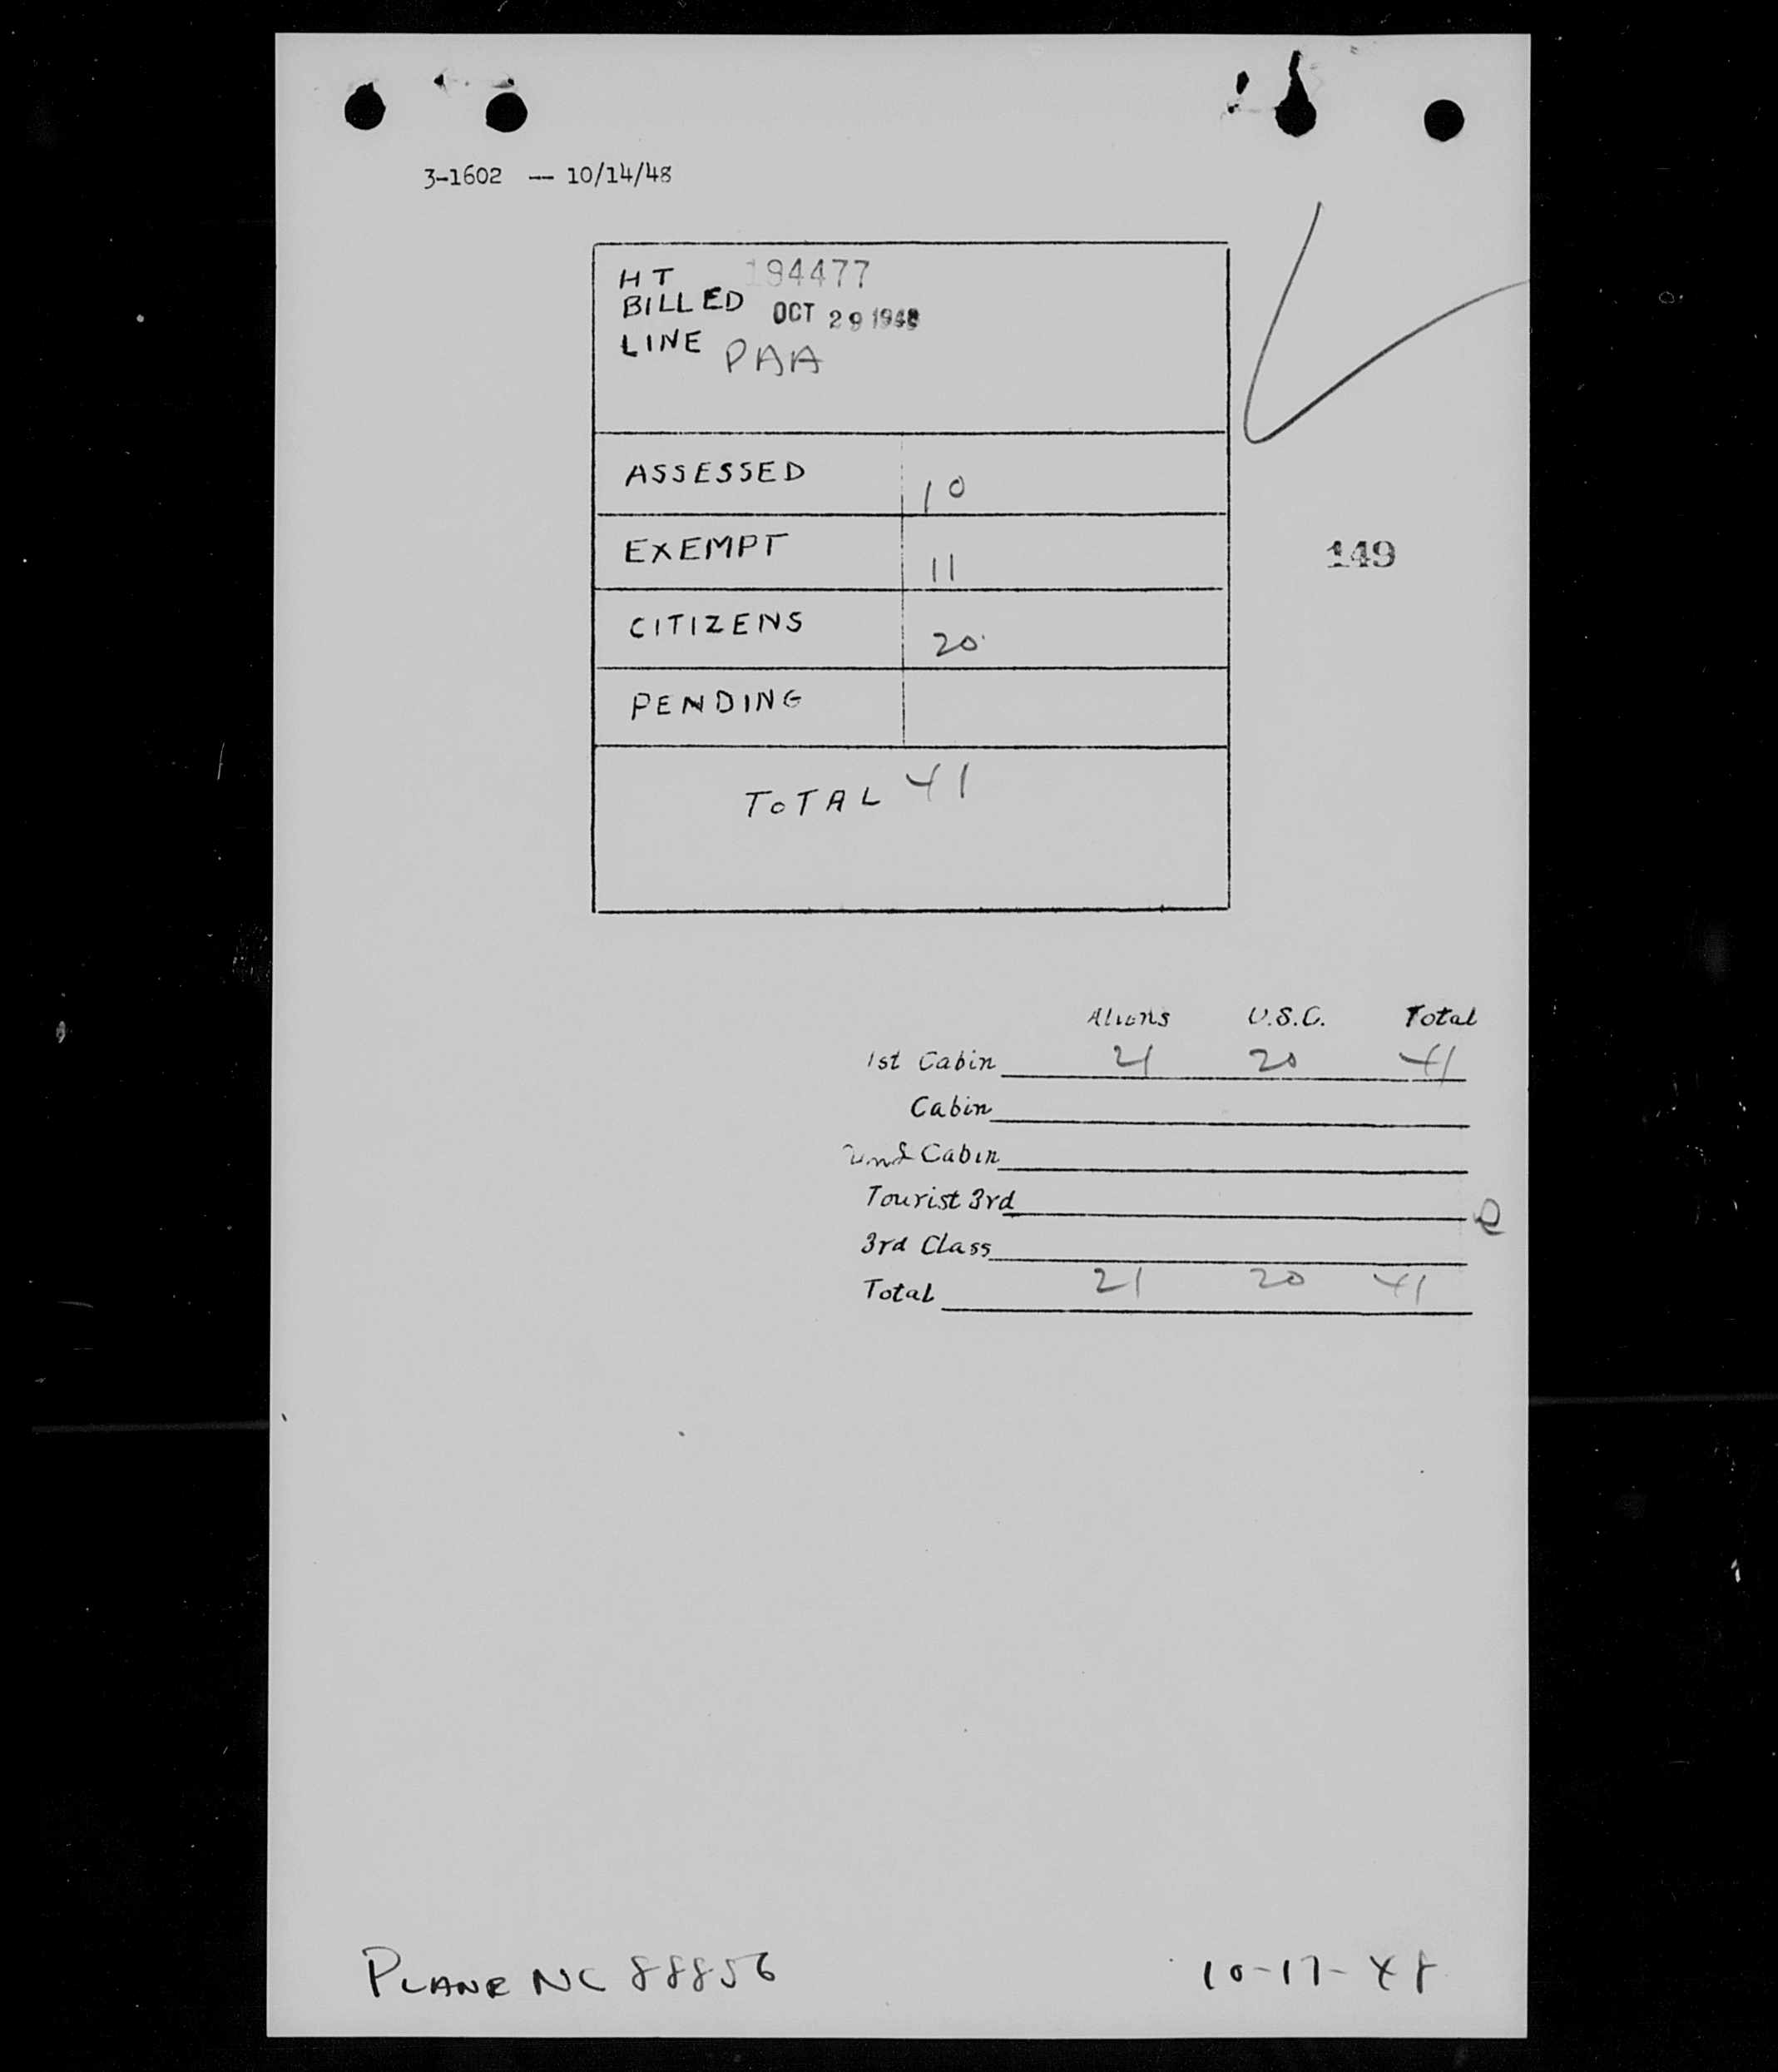 3-1602 -- 10/14/48
HT 194477
BILLED OCT 29 1948
LINE PAA
ASSESSED 10
EXEMPT 11
149
CITIZENS 20
PENDING
TOTAL 41
Aliens U.S.C. Total
1st Cabin 21 20 41
Cabin
2nd Cabin
Tourist 3rd
3rd Class
Total 21 20 41
PLANE NC 88856 10-17-48